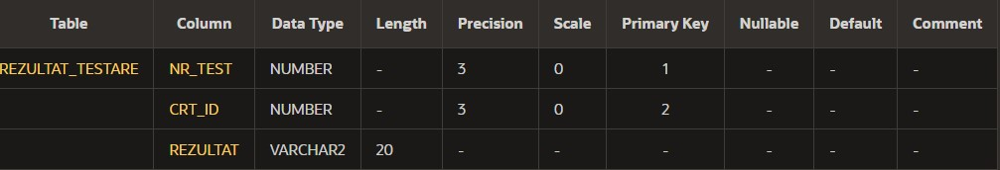 Table Column Data Type Length Precision Scale Primary Key Nullable Default Comment
REZULTAT_TESTARE NR_TEST NUMBER - 3 0 1 - - -
CRT_ID NUMBER - 3 0 2 - - -
REZULTAT VARCHAR2 20 - - - - - -